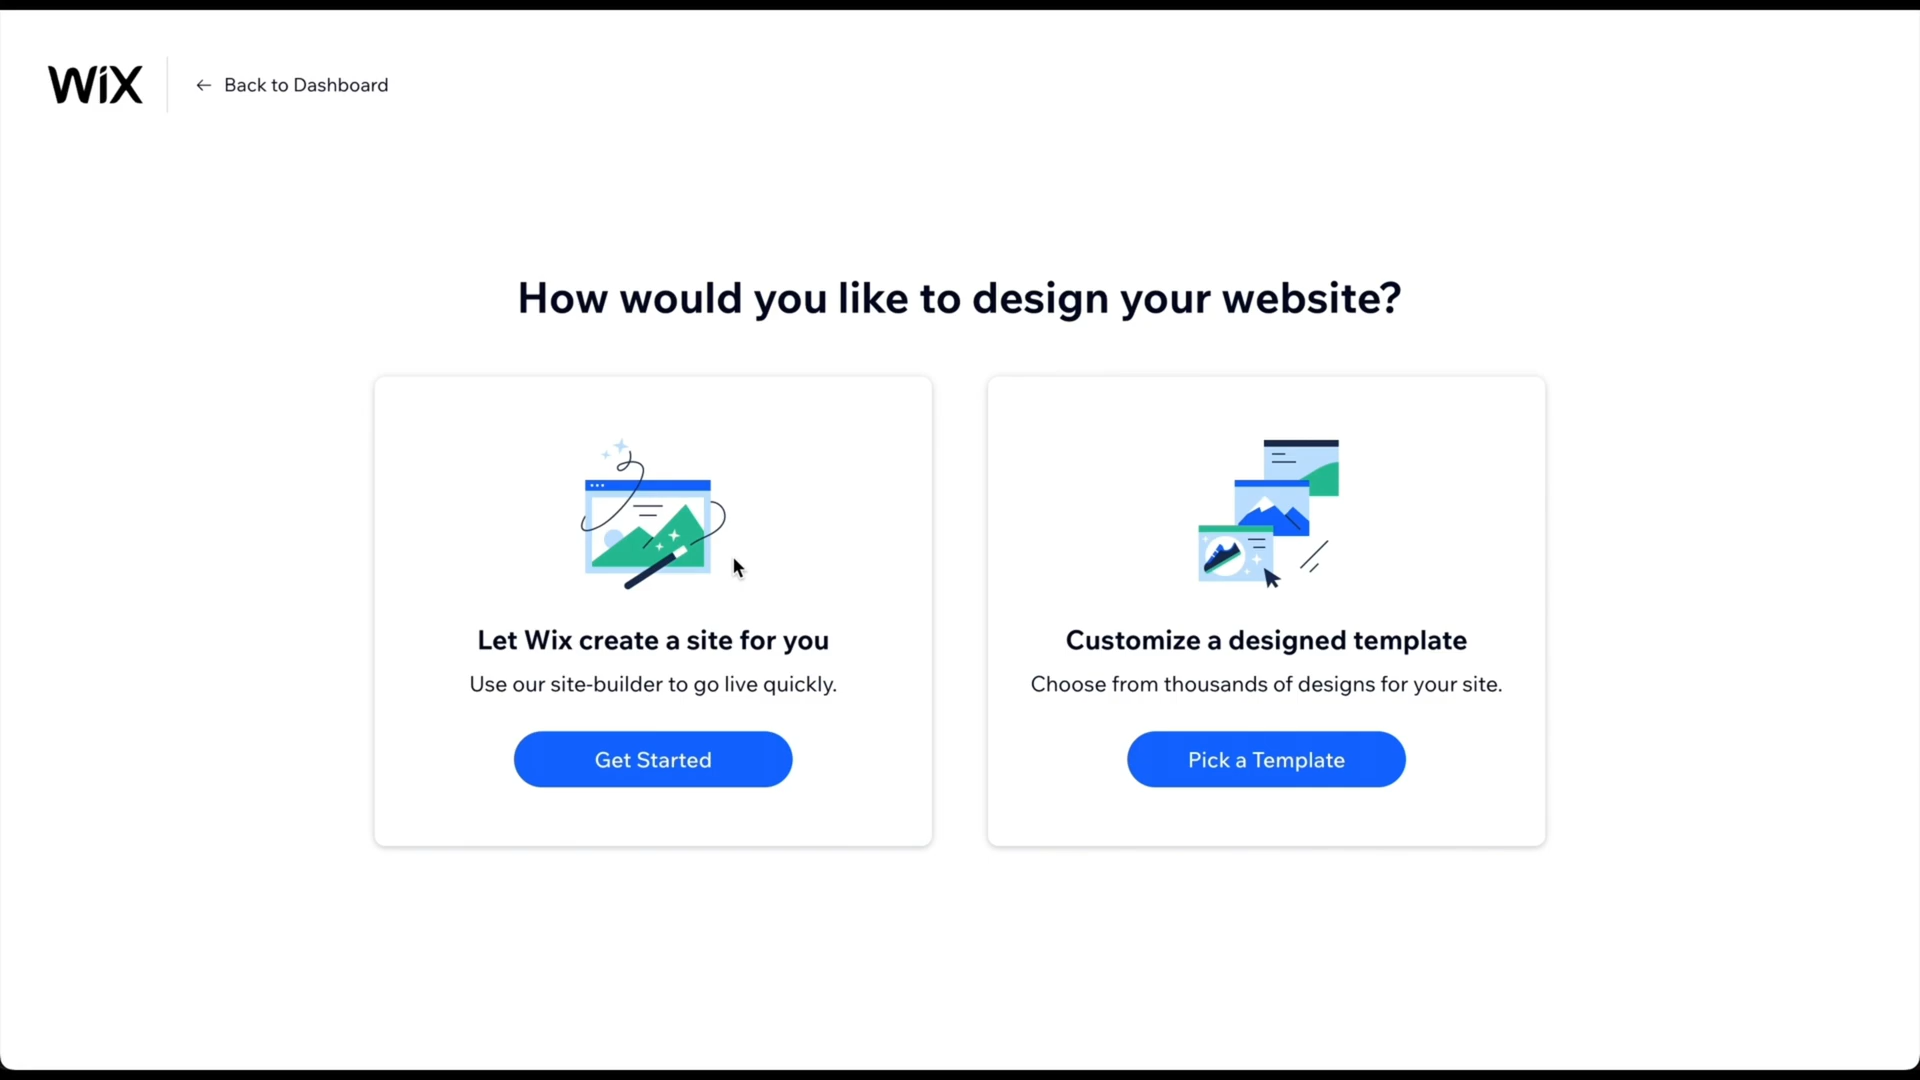 WiX
Back to Dashboard
How would you like to design your website?
Let Wix create a site for you
Use our site-builder to go live quickly.
Get Started
Customize a designed template
Choose from thousands of designs for your site.
Pick a Template